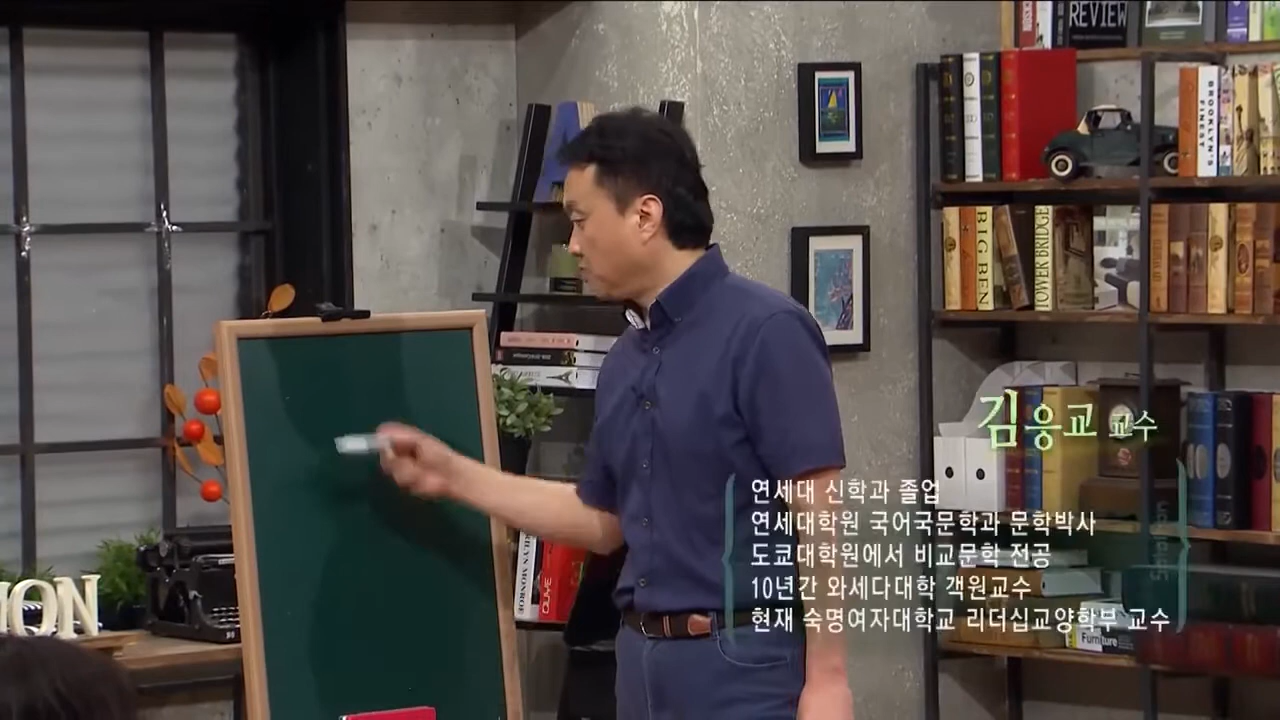 REVIEW
BROOKLYN'S FINEST
A
BIG BEN
TOWER BRIDGE
김응교 교수
연세대 신학과 졸업
연세대학원 국어국문학과 문학박사
도쿄대학원에서 비교문학 전공
10년간 와세다대학 객원교수
현재 숙명여자대학교 리더십교양학부 교수
MON
Furniture